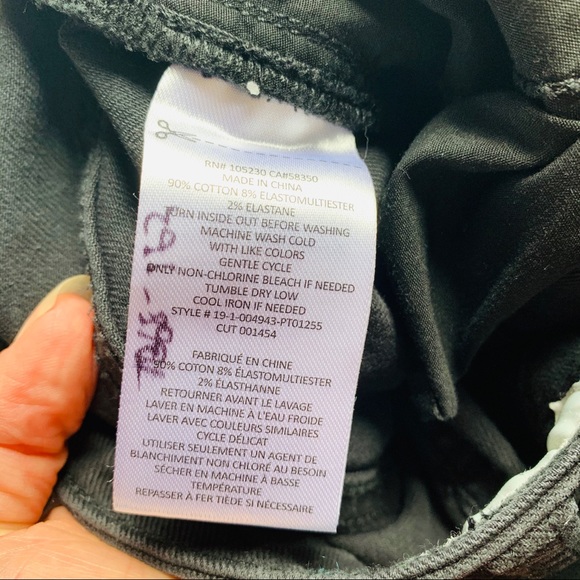 RN# 105230 CA#58350
MADE IN CHINA
90% COTTON 8% ELASTOMULTIESTER
2% ELASTANE
TURN INSIDE OUT BEFORE WASHING
MACHINE WASH COLD
WITH LIKE COLORS
GENTLE CYCLE
ONLY NON-CHLORINE BLEACH IF NEEDED
TUMBLE DRY LOW
COOL IRON IF NEEDED
STYLE # 19-1-004943-PT01255
CUT 001454
FABRIQUÉ EN CHINE
90% COTON 8% ÉLASTOMULTIESTER
2% ÉLASTHANNE
RETOURNER AVANT LE LAVAGE
LAVER EN MACHINE À L'EAU FROIDE
LAVER AVEC COULEURS SIMILAIRES
CYCLE DÉLICAT
UTILISER SEULEMENT UN AGENT DE
BLANCHIMENT NON CHLORÉ AU BESOIN
SÉCHER EN MACHINE À BASSE
TEMPÉRATURE
REPASSER À FER TIÈDE SI NÉCESSAIRE